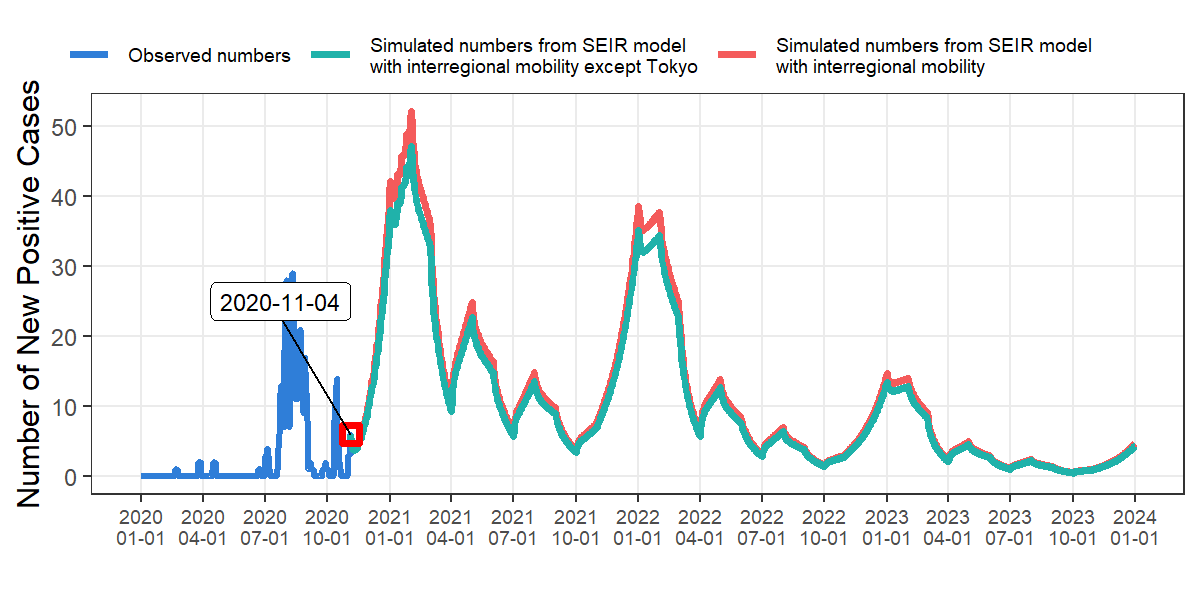 Observed numbers
Simulated numbers from SEIR model
with interregional mobility except Tokyo
Simulated numbers from SEIR model
with interregional mobility
Number of New Positive Cases
50
40
30
20
10
0
2020-11-04
2020 2020 2020 2020 2021 2021 2021 2021 2022 2022 2022 2022 2023 2023 2023 2023 2024
01-01 04-01 07-01 10-01 01-01 04-01 07-01 10-01 01-01 04-01 07-01 10-01 01-01 04-01 07-01 10-01 01-01